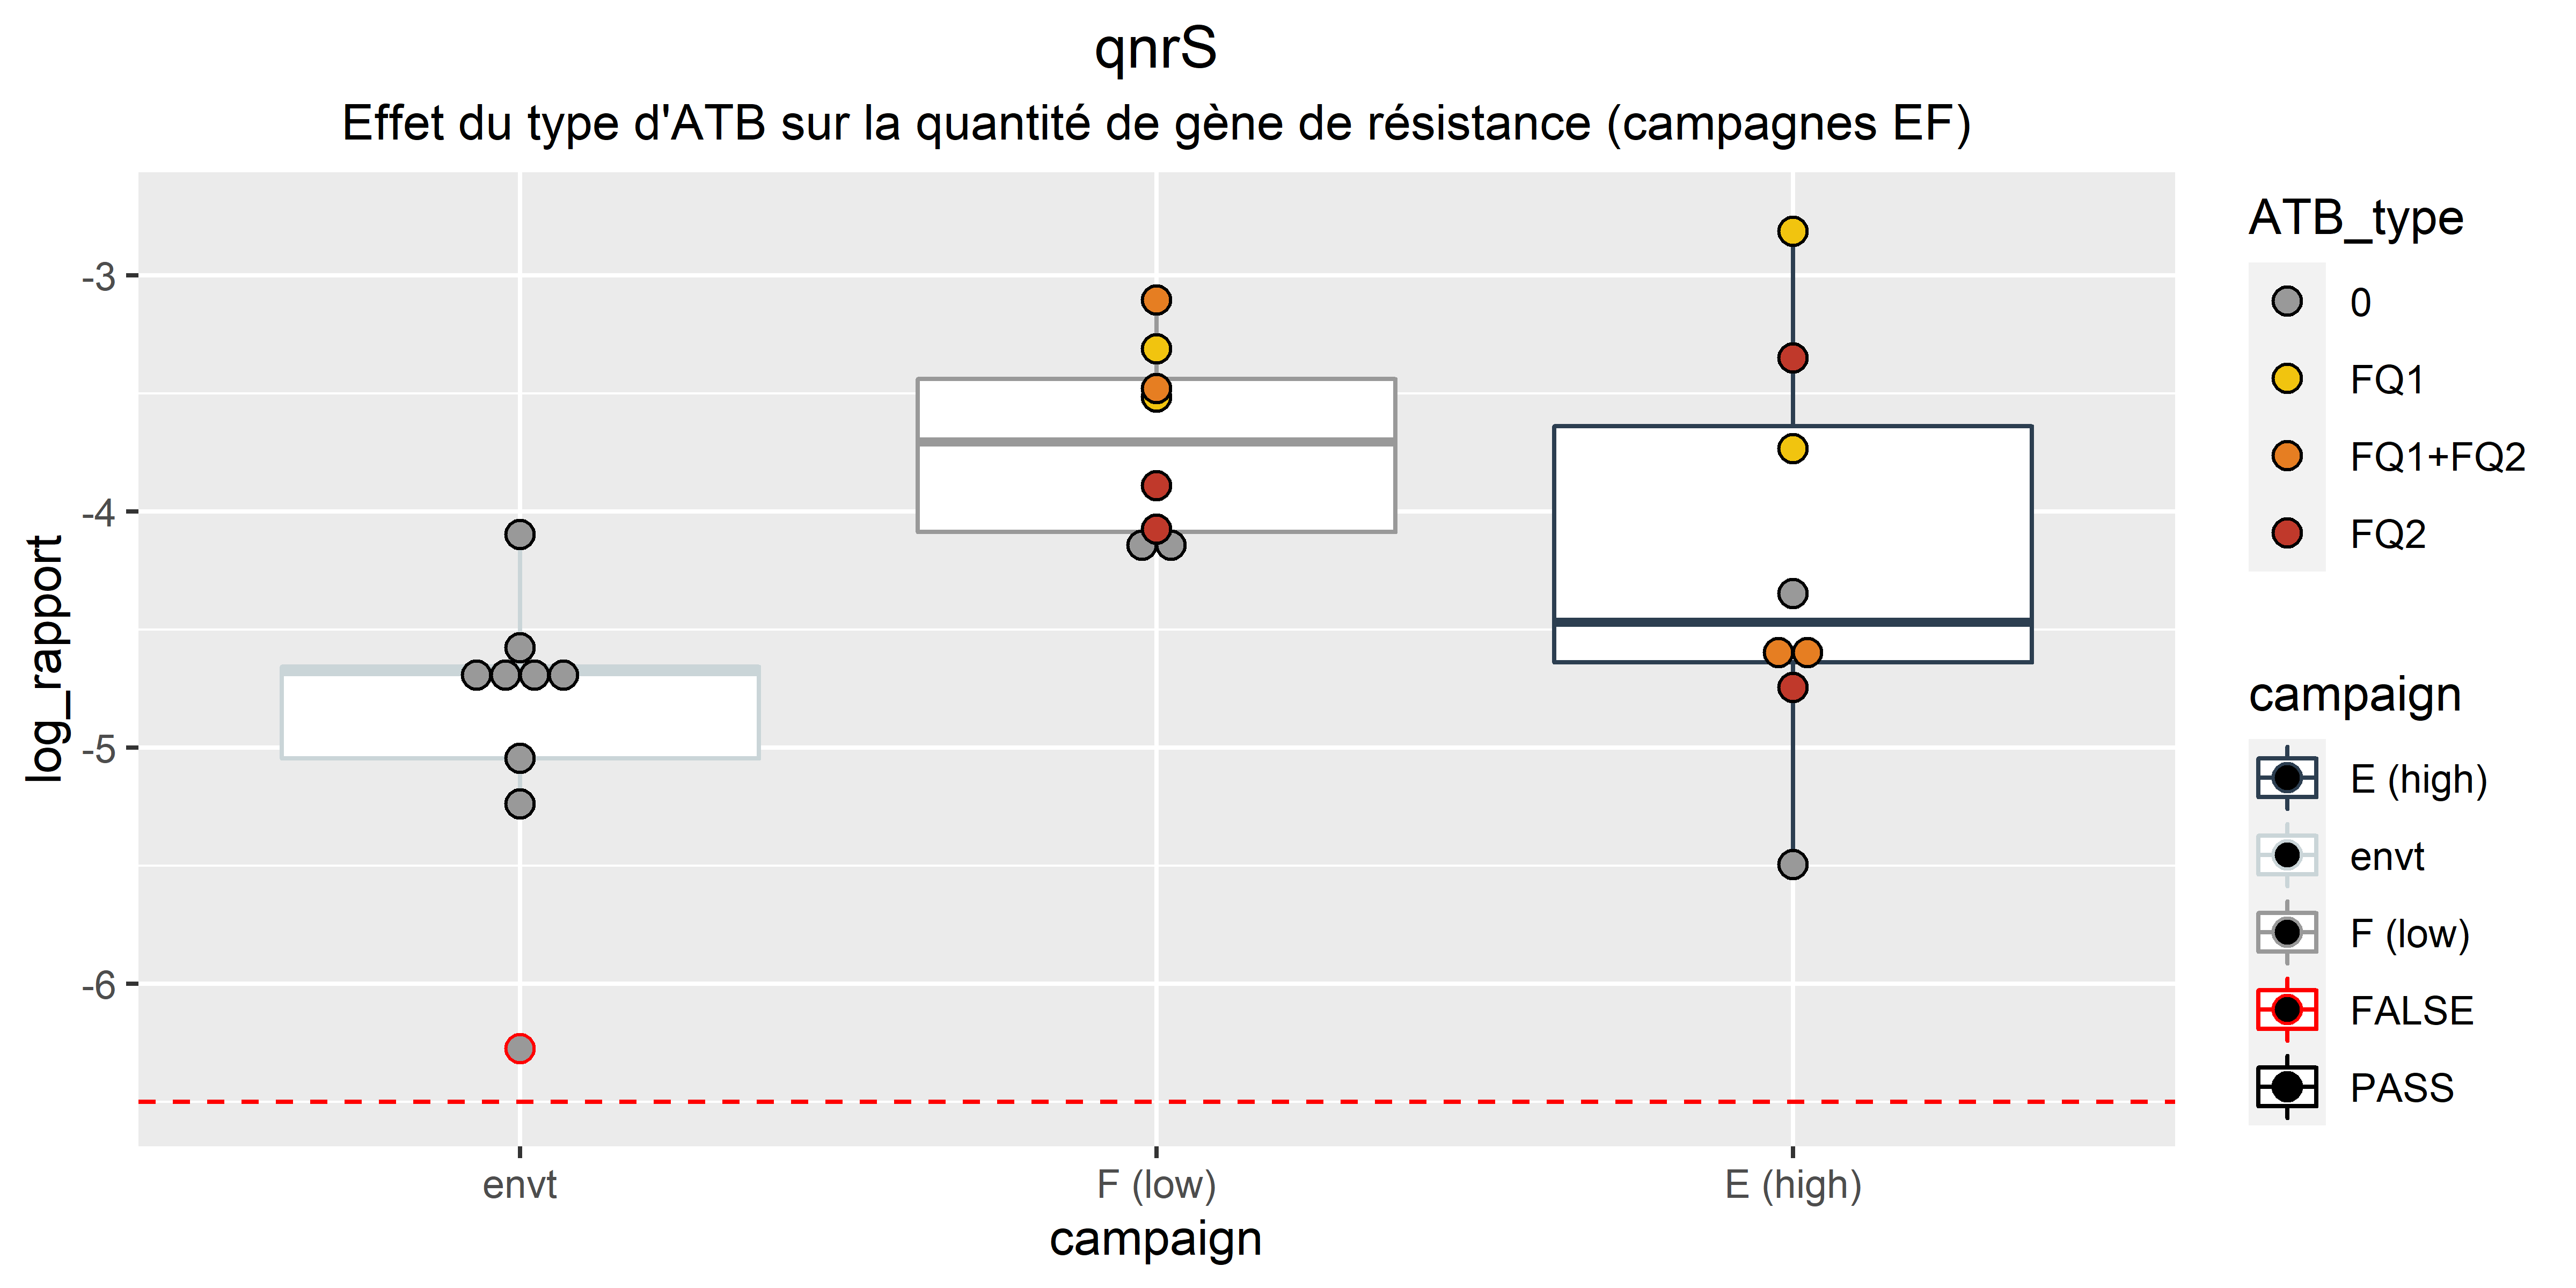 qnrS
Effet du type d'ATB sur la quantité de gène de résistance (campagnes EF)
log_rapport
-3
-4
-5
-6
envt
F (low)
E (high)
campaign
ATB_type
0
FQ1
FQ1+FQ2
FQ2
campaign
E (high)
envt
F (low)
FALSE
PASS